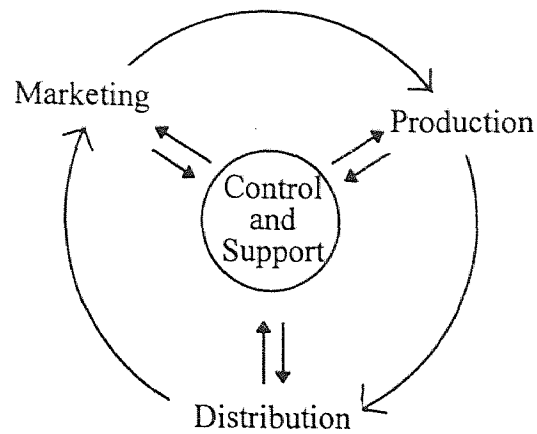 Marketing
Production
Control
and
Support
Distribution